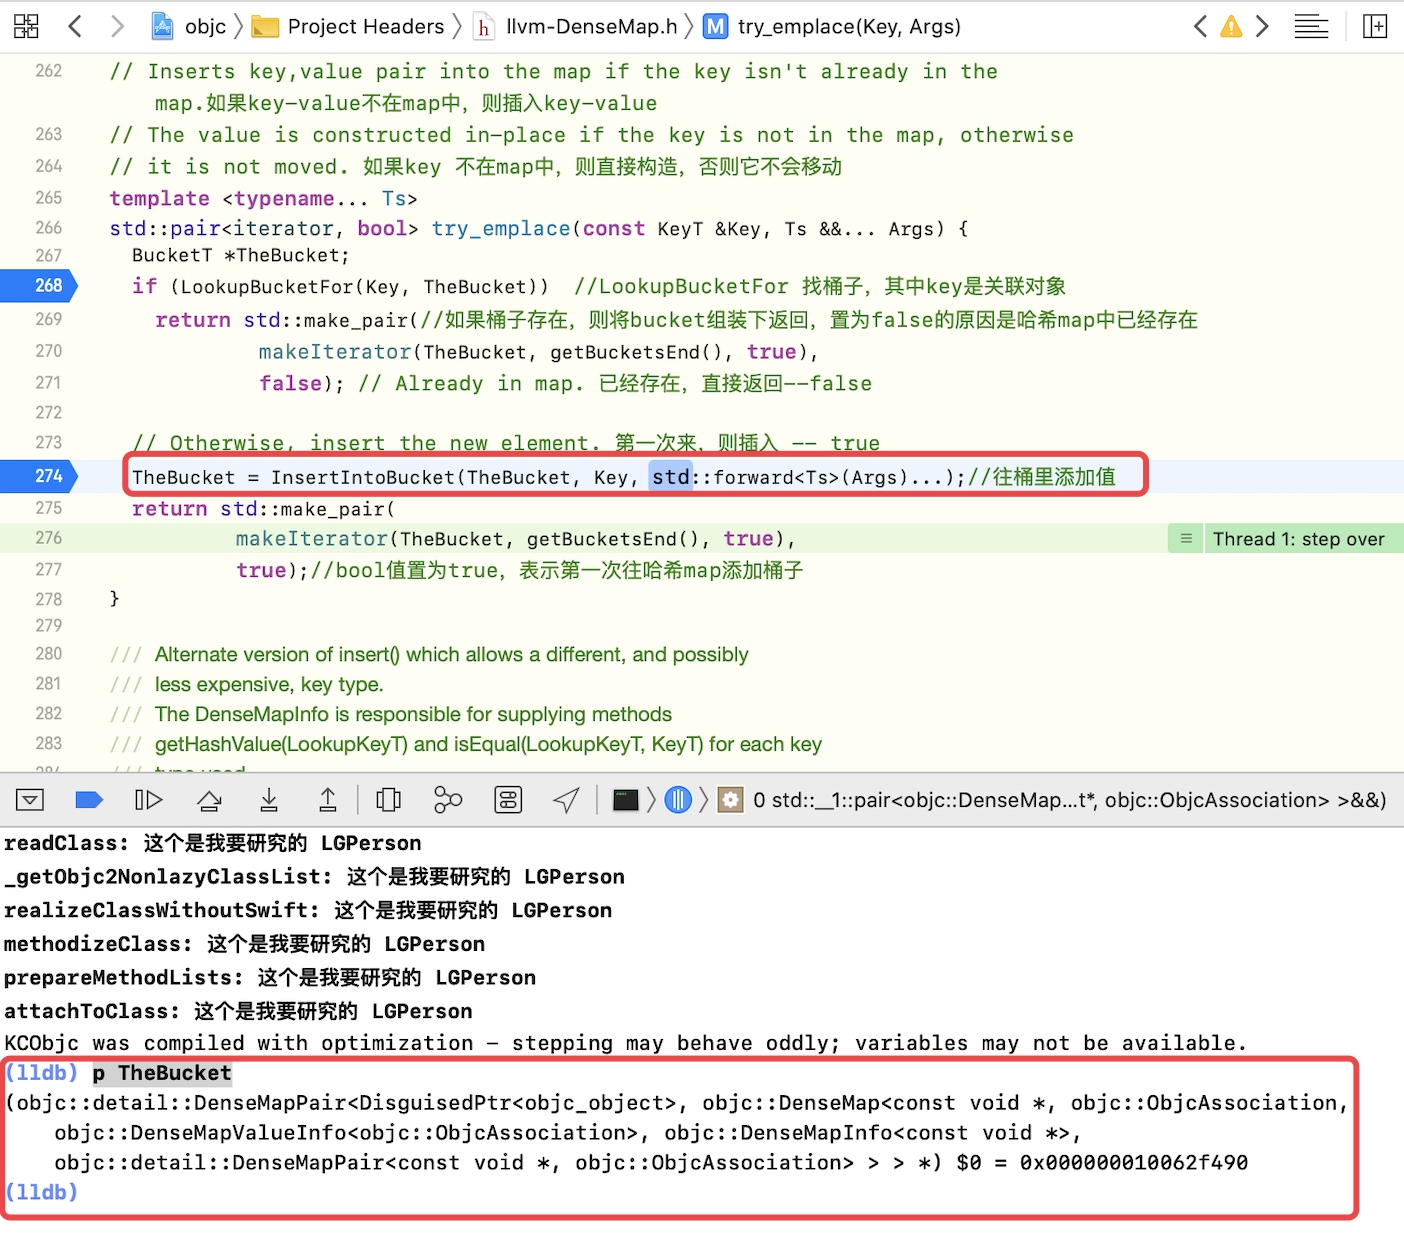 objc Project Headers h llvm-DenseMap.h M try_emplace(Key, Args)
262 // Inserts key,value pair into the map if the key isn't already in the
map.如果key-value不在map中，则插入key-value
263 // The value is constructed in-place if the key is not in the map, otherwise
264 // it is not moved. 如果key 不在map中，则直接构造，否则它不会移动
265 template <typename... Ts>
266 std::pair<iterator, bool> try_emplace(const KeyT &Key, Ts &&... Args) {
267 BucketT *TheBucket;
268 if (LookupBucketFor(Key, TheBucket)) //LookupBucketFor 找桶子，其中key是关联对象
269 return std::make_pair(//如果桶子存在，则将bucket组装下返回，置为false的原因是哈希map中已经存在
270 makeIterator(TheBucket, getBucketsEnd(), true),
271 false); // Already in map. 已经存在，直接返回--false
272
273 // Otherwise, insert the new element. 第一次来，则插入 -- true
274 TheBucket = InsertIntoBucket(TheBucket, Key, std::forward<Ts>(Args)...);//往桶里添加值
275 return std::make_pair(
276 makeIterator(TheBucket, getBucketsEnd(), true), Thread 1: step over
277 true);//bool值置为true，表示第一次往哈希map添加桶子
278 }
279
280 /// Alternate version of insert() which allows a different, and possibly
281 /// less expensive, key type.
282 /// The DenseMapInfo is responsible for supplying methods
283 /// getHashValue(LookupKeyT) and isEqual(LookupKeyT, KeyT) for each key
284 /// type used
0 std::__1::pair<objc::DenseMap...t*, objc::ObjcAssociation> >&&)
readClass: 这个是我要研究的 LGPerson
_getObjc2NonlazyClassList: 这个是我要研究的 LGPerson
realizeClassWithoutSwift: 这个是我要研究的 LGPerson
methodizeClass: 这个是我要研究的 LGPerson
prepareMethodLists: 这个是我要研究的 LGPerson
attachToClass: 这个是我要研究的 LGPerson
KCObjc was compiled with optimization - stepping may behave oddly; variables may not be available.
(lldb) p TheBucket
(objc::detail::DenseMapPair<DisguisedPtr<objc_object>, objc::DenseMap<const void *, objc::ObjcAssociation,
objc::DenseMapValueInfo<objc::ObjcAssociation>, objc::DenseMapInfo<const void *>,
objc::detail::DenseMapPair<const void *, objc::ObjcAssociation> > > *) $0 = 0x000000010062f490
(lldb)